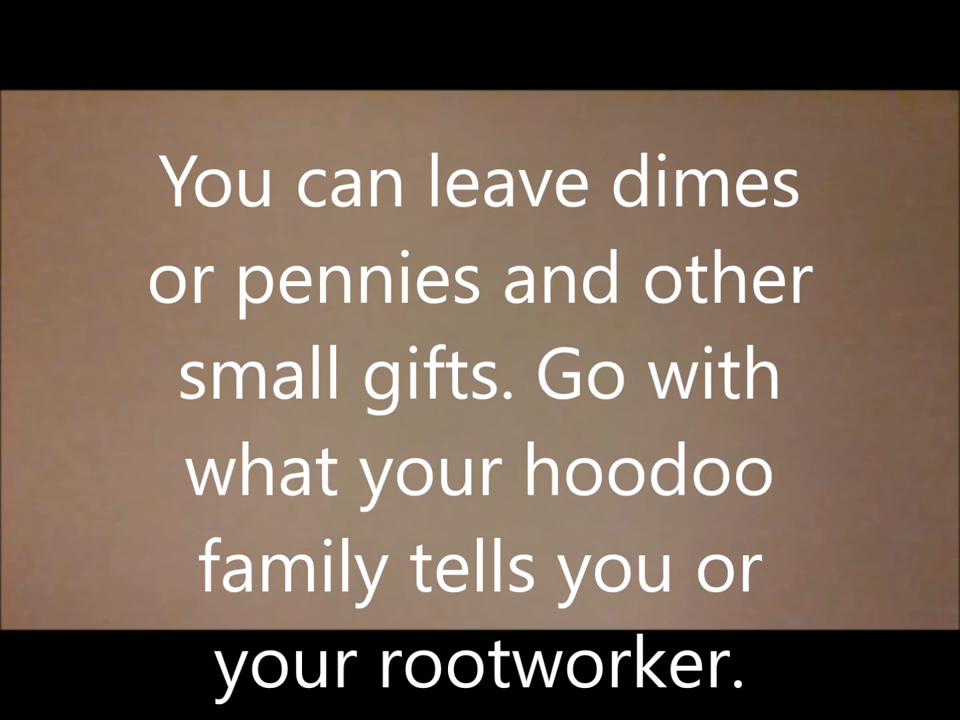 You can leave dimes
or pennies and other
small gifts. Go with
what your hoodoo
family tells you or
your rootworker.